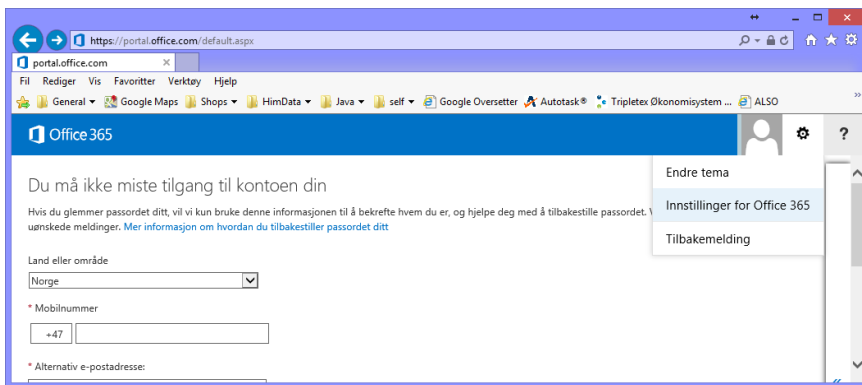 https://portal.office.com/default.aspx
portal.office.com
Fil Rediger Vis Favoritter Verktøy Hjelp
General Google Maps Shops HimData Java self Google Oversetter Autotask® Tripletex Økonomisystem ... ALSO
Office 365
?
Endre tema
Innstillinger for Office 365
Tilbakemelding
Du må ikke miste tilgang til kontoen din
Hvis du glemmer passordet ditt, vil vi kun bruke denne informasjonen til å bekrefte hvem du er, og hjelpe deg med å tilbakestille passordet.
uønskede meldinger. Mer informasjon om hvordan du tilbakestiller passordet ditt
Land eller område
Norge
* Mobilnummer
+47
* Alternativ e-postadresse: